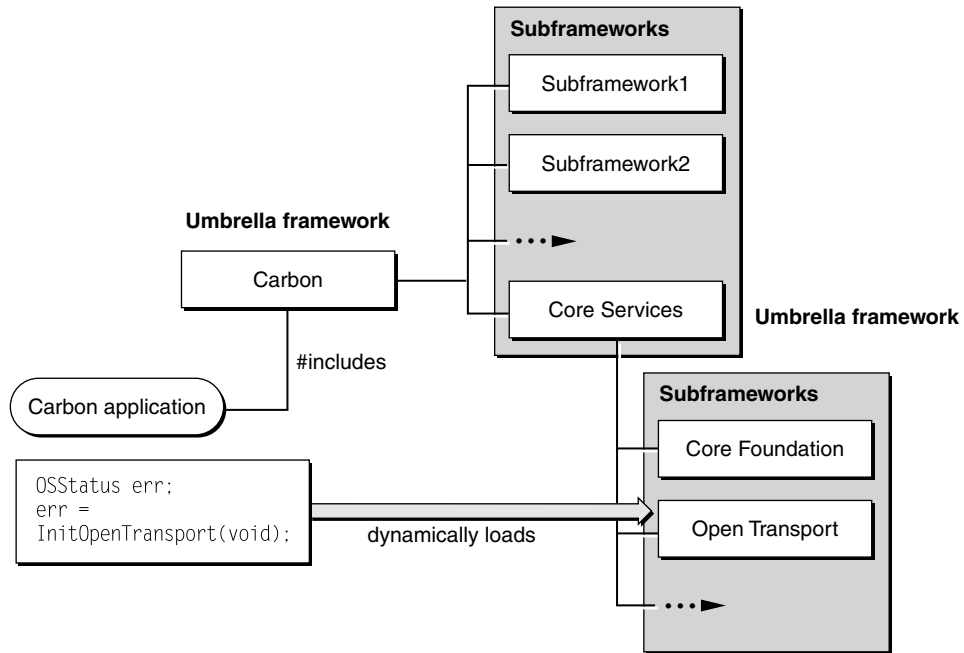 Subframeworks
Subframework1
Subframework2
Umbrella framework
Carbon
Core Services
Umbrella framework
#includes
Carbon application
Subframeworks
Core Foundation
OSStatus err;
err =
InitOpenTransport(void);
dynamically loads
Open Transport